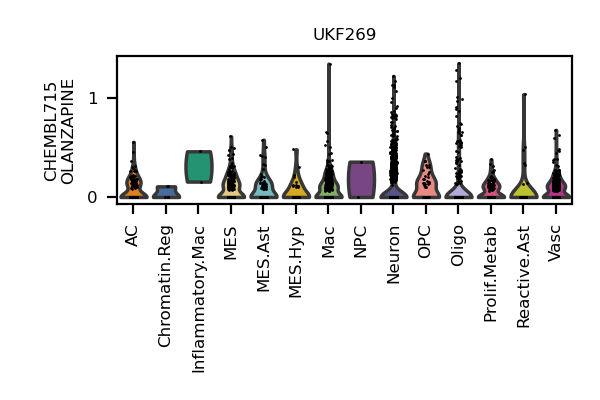 UKF269
CHEMBL715
OLANZAPINE
1
0
AC
Chromatin.Reg
Inflammatory.Mac
MES
MES.Ast
MES.Hyp
Mac
NPC
Neuron
OPC
Oligo
Prolif.Metab
Reactive.Ast
Vasc